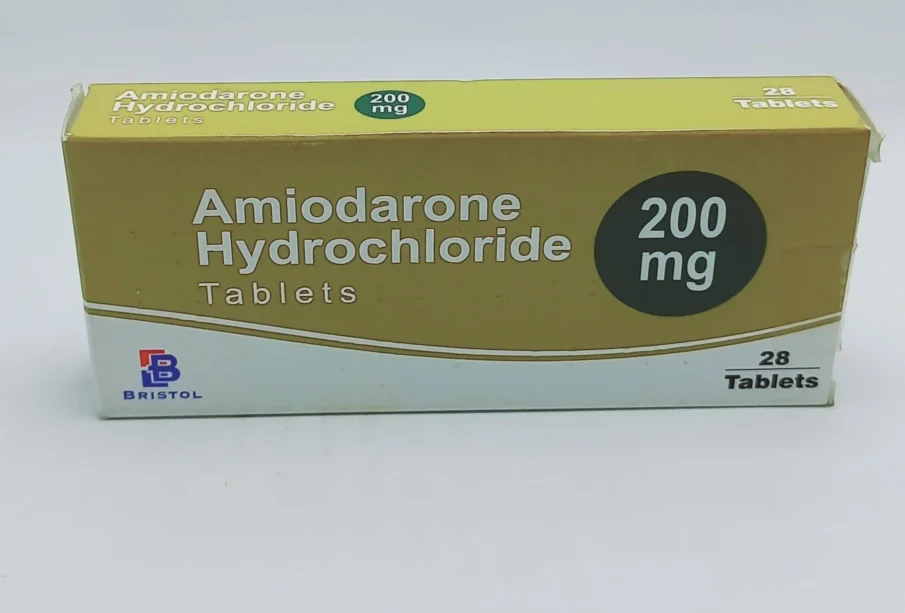 Amiodarone
Hydrochloride
Tablets
200
mg
28
Tablets
Amiodarone
Hydrochloride
Tablets
200
mg
28
Tablets
BRISTOL